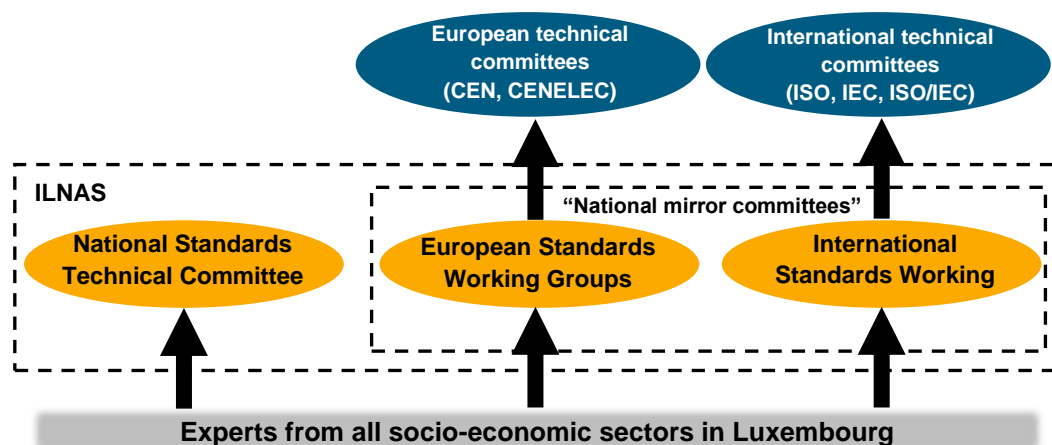 European technical
committees
(CEN, CENELEC)
International technical
committees
(ISO, IEC, ISO/IEC)
ILNAS
“National mirror committees”
National Standards
Technical Committee
European Standards
Working Groups
International
Standards Working
Experts from all socio-economic sectors in Luxembourg